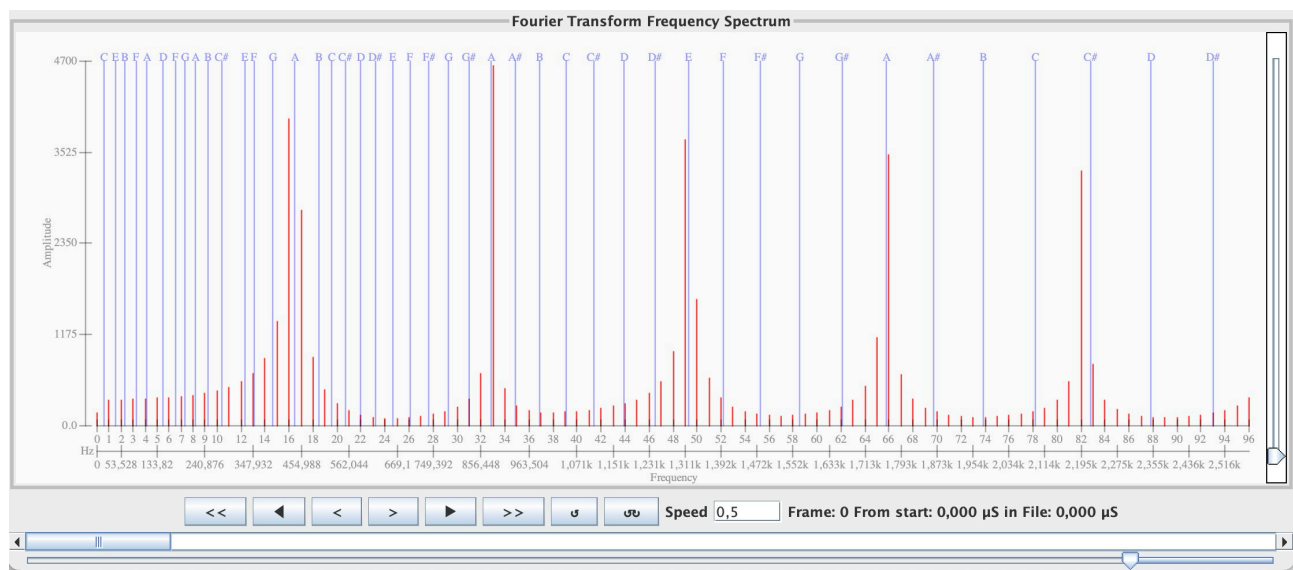 Fourier Transform Frequency Spectrum
C E B F A D F G A B C# E F G A B C C# D D# E F F# G G# A A# B C C# D D# E F F# G G# A A# B C C# D D#
4700
3525
2350
1175
0.0
Amplitude
0 1 2 3 4 5 6 7 8 9 10 12 14 16 18 20 22 24 26 28 30 32 34 36 38 40 42 44 46 48 50 52 54 56 58 60 62 64 66 68 70 72 74 76 78 80 82 84 86 88 90 92 94 96
Hz
0 53,528 133,82 240,876 347,932 454,988 562,044 669,1 749,392 856,448 963,504 1,071k 1,151k 1,231k 1,311k 1,392k 1,472k 1,552k 1,633k 1,713k 1,793k 1,873k 1,954k 2,034k 2,114k 2,195k 2,275k 2,355k 2,436k 2,516k
Frequency
<< ◀ < > ▶ >> ↺ ↺↻ Speed 0,5 Frame: 0 From start: 0,000 µS in File: 0,000 µS